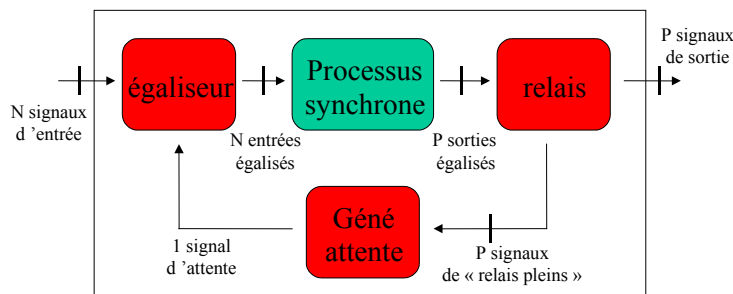 N signaux
d ’entrée
égaliseur
N entrées
égalisés
Processus
synchrone
P sorties
égalisés
relais
P signaux
de sortie
1 signal
d ’attente
Géné
attente
P signaux
de « relais pleins »